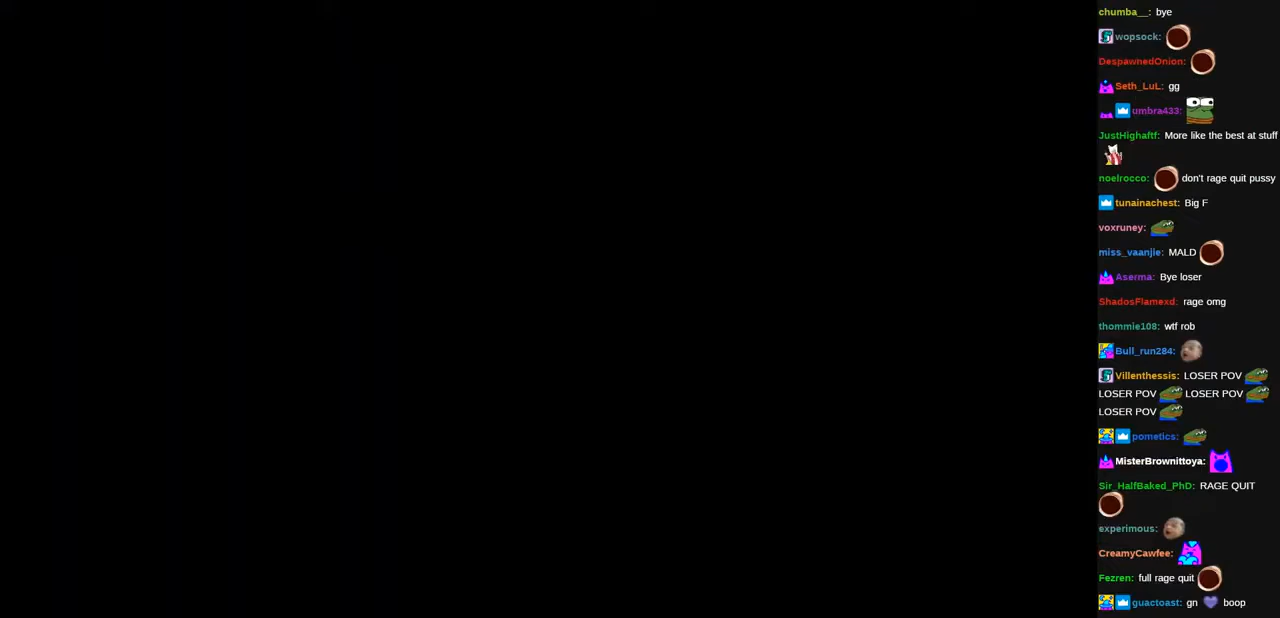 chumba__: bye
wopsock:
DespawnedOnion:
Seth_LuL: gg
umbra433:
JustHighaftf: More like the best at stuff
noelrocco: don't rage quit pussy
tunainachest: Big F
voxruney:
miss_vaanjie: MALD
Aserma: Bye loser
ShadosFlamexd: rage omg
thommie108: wtf rob
Bull_run284:
Villenthessis: LOSER POV
LOSER POV LOSER POV
LOSER POV
pometics:
MisterBrownittoya:
Sir_HalfBaked_PhD: RAGE QUIT
experimous:
CreamyCawfee:
Fezren: full rage quit
guactoast: gn boop